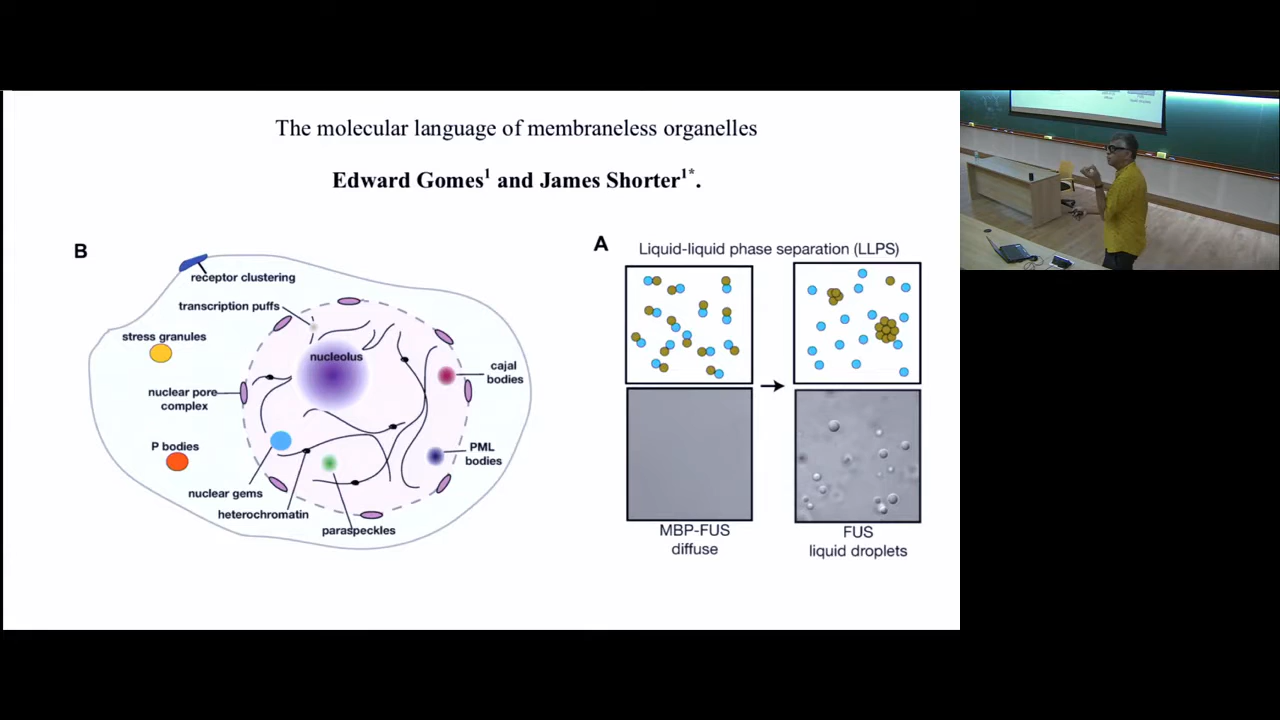 The molecular language of membraneless organelles
Edward Gomes1 and James Shorter1*.
B
receptor clustering
transcription puffs
stress granules
nucleolus
cajal
bodies
nuclear pore
complex
P bodies
PML
bodies
nuclear gems
heterochromatin
paraspeckles
A
Liquid-liquid phase separation (LLPS)
MBP-FUS
diffuse
FUS
liquid droplets